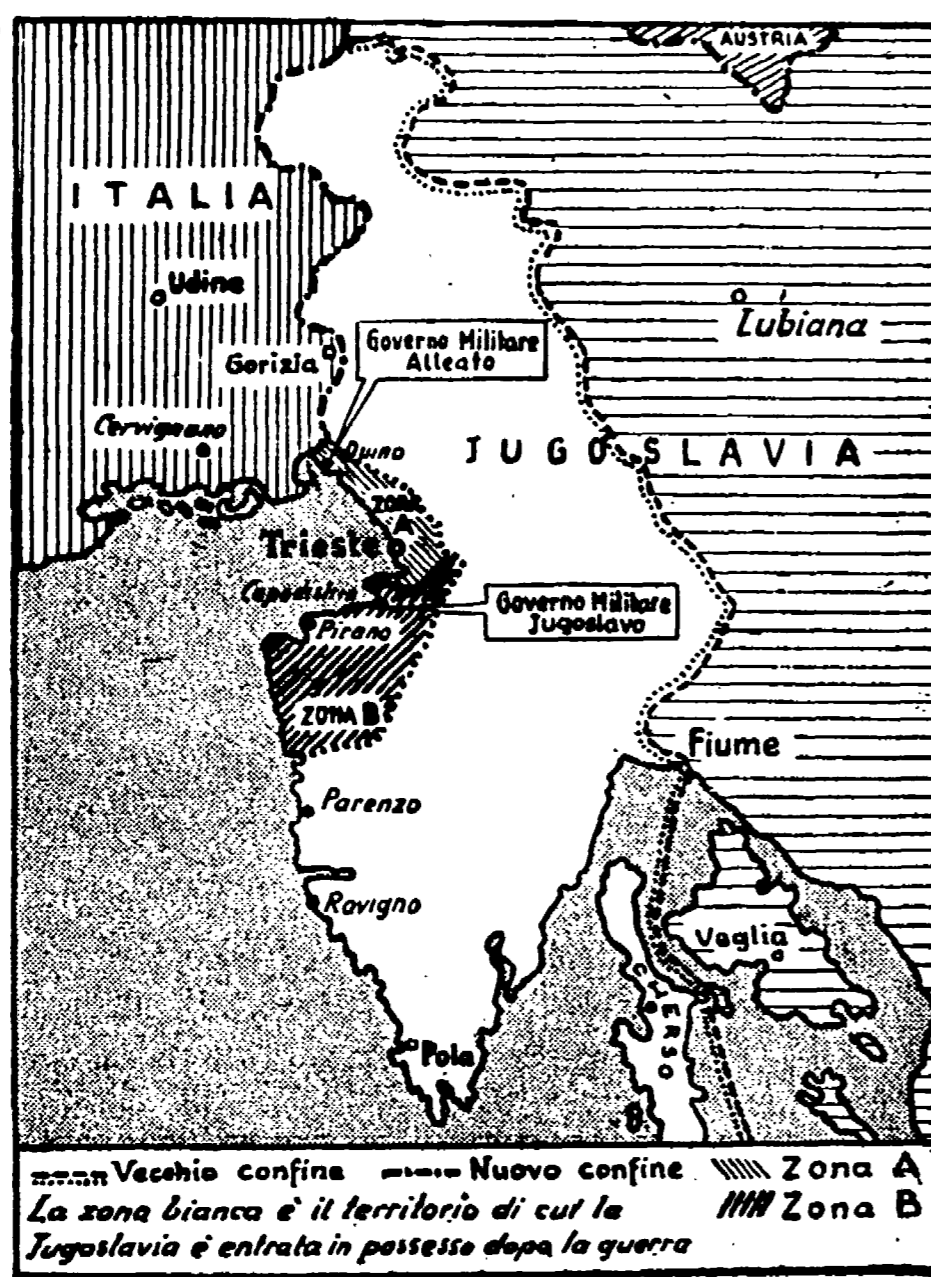 AUSTRIA
ITALIA
Udine
Lubiana
Governo Militare
Alleato
Gorizia
Cervignano
Duino
JUGOSLAVIA
ZONA
A
Trieste
Capodistria
Governo Militare
Jugoslavo
Pirano
ZONA B
Fiume
Parenzo
Rovigno
Veglia
CHERSO
Pola
Vecchio confine Nuovo confine Zona A
La zona bianca è il territorio di cui la Zona B
Jugoslavia è entrata in possesso dopo la guerra